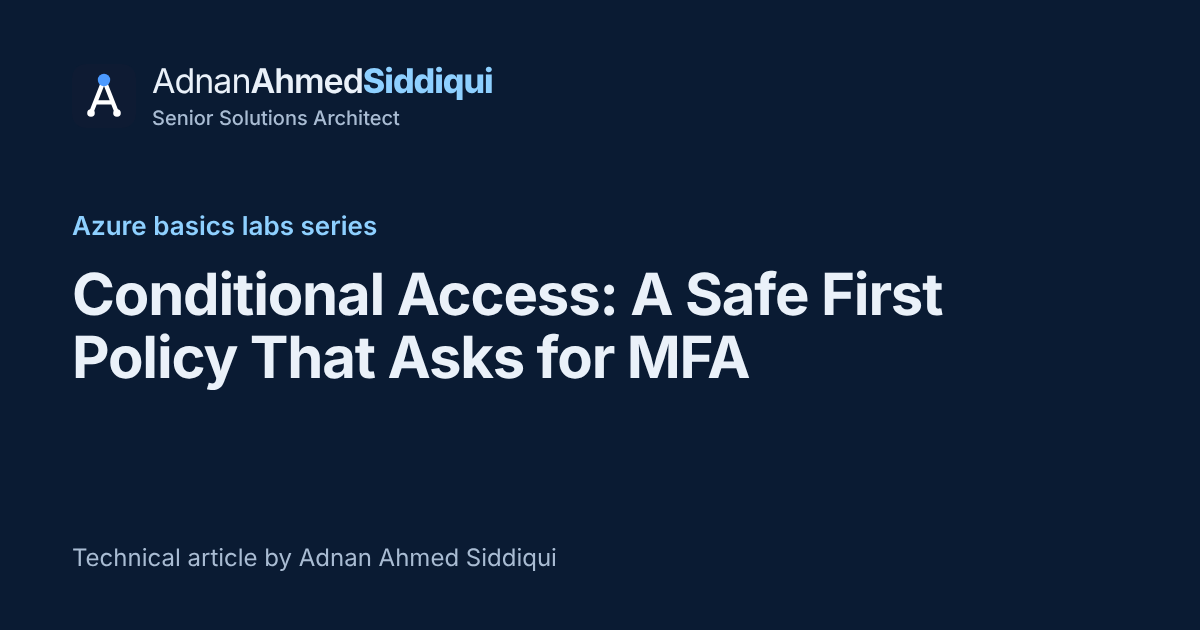 AdnanAhmedSiddiqui
Senior Solutions Architect
Azure basics labs series
Conditional Access: A Safe First
Policy That Asks for MFA
Technical article by Adnan Ahmed Siddiqui